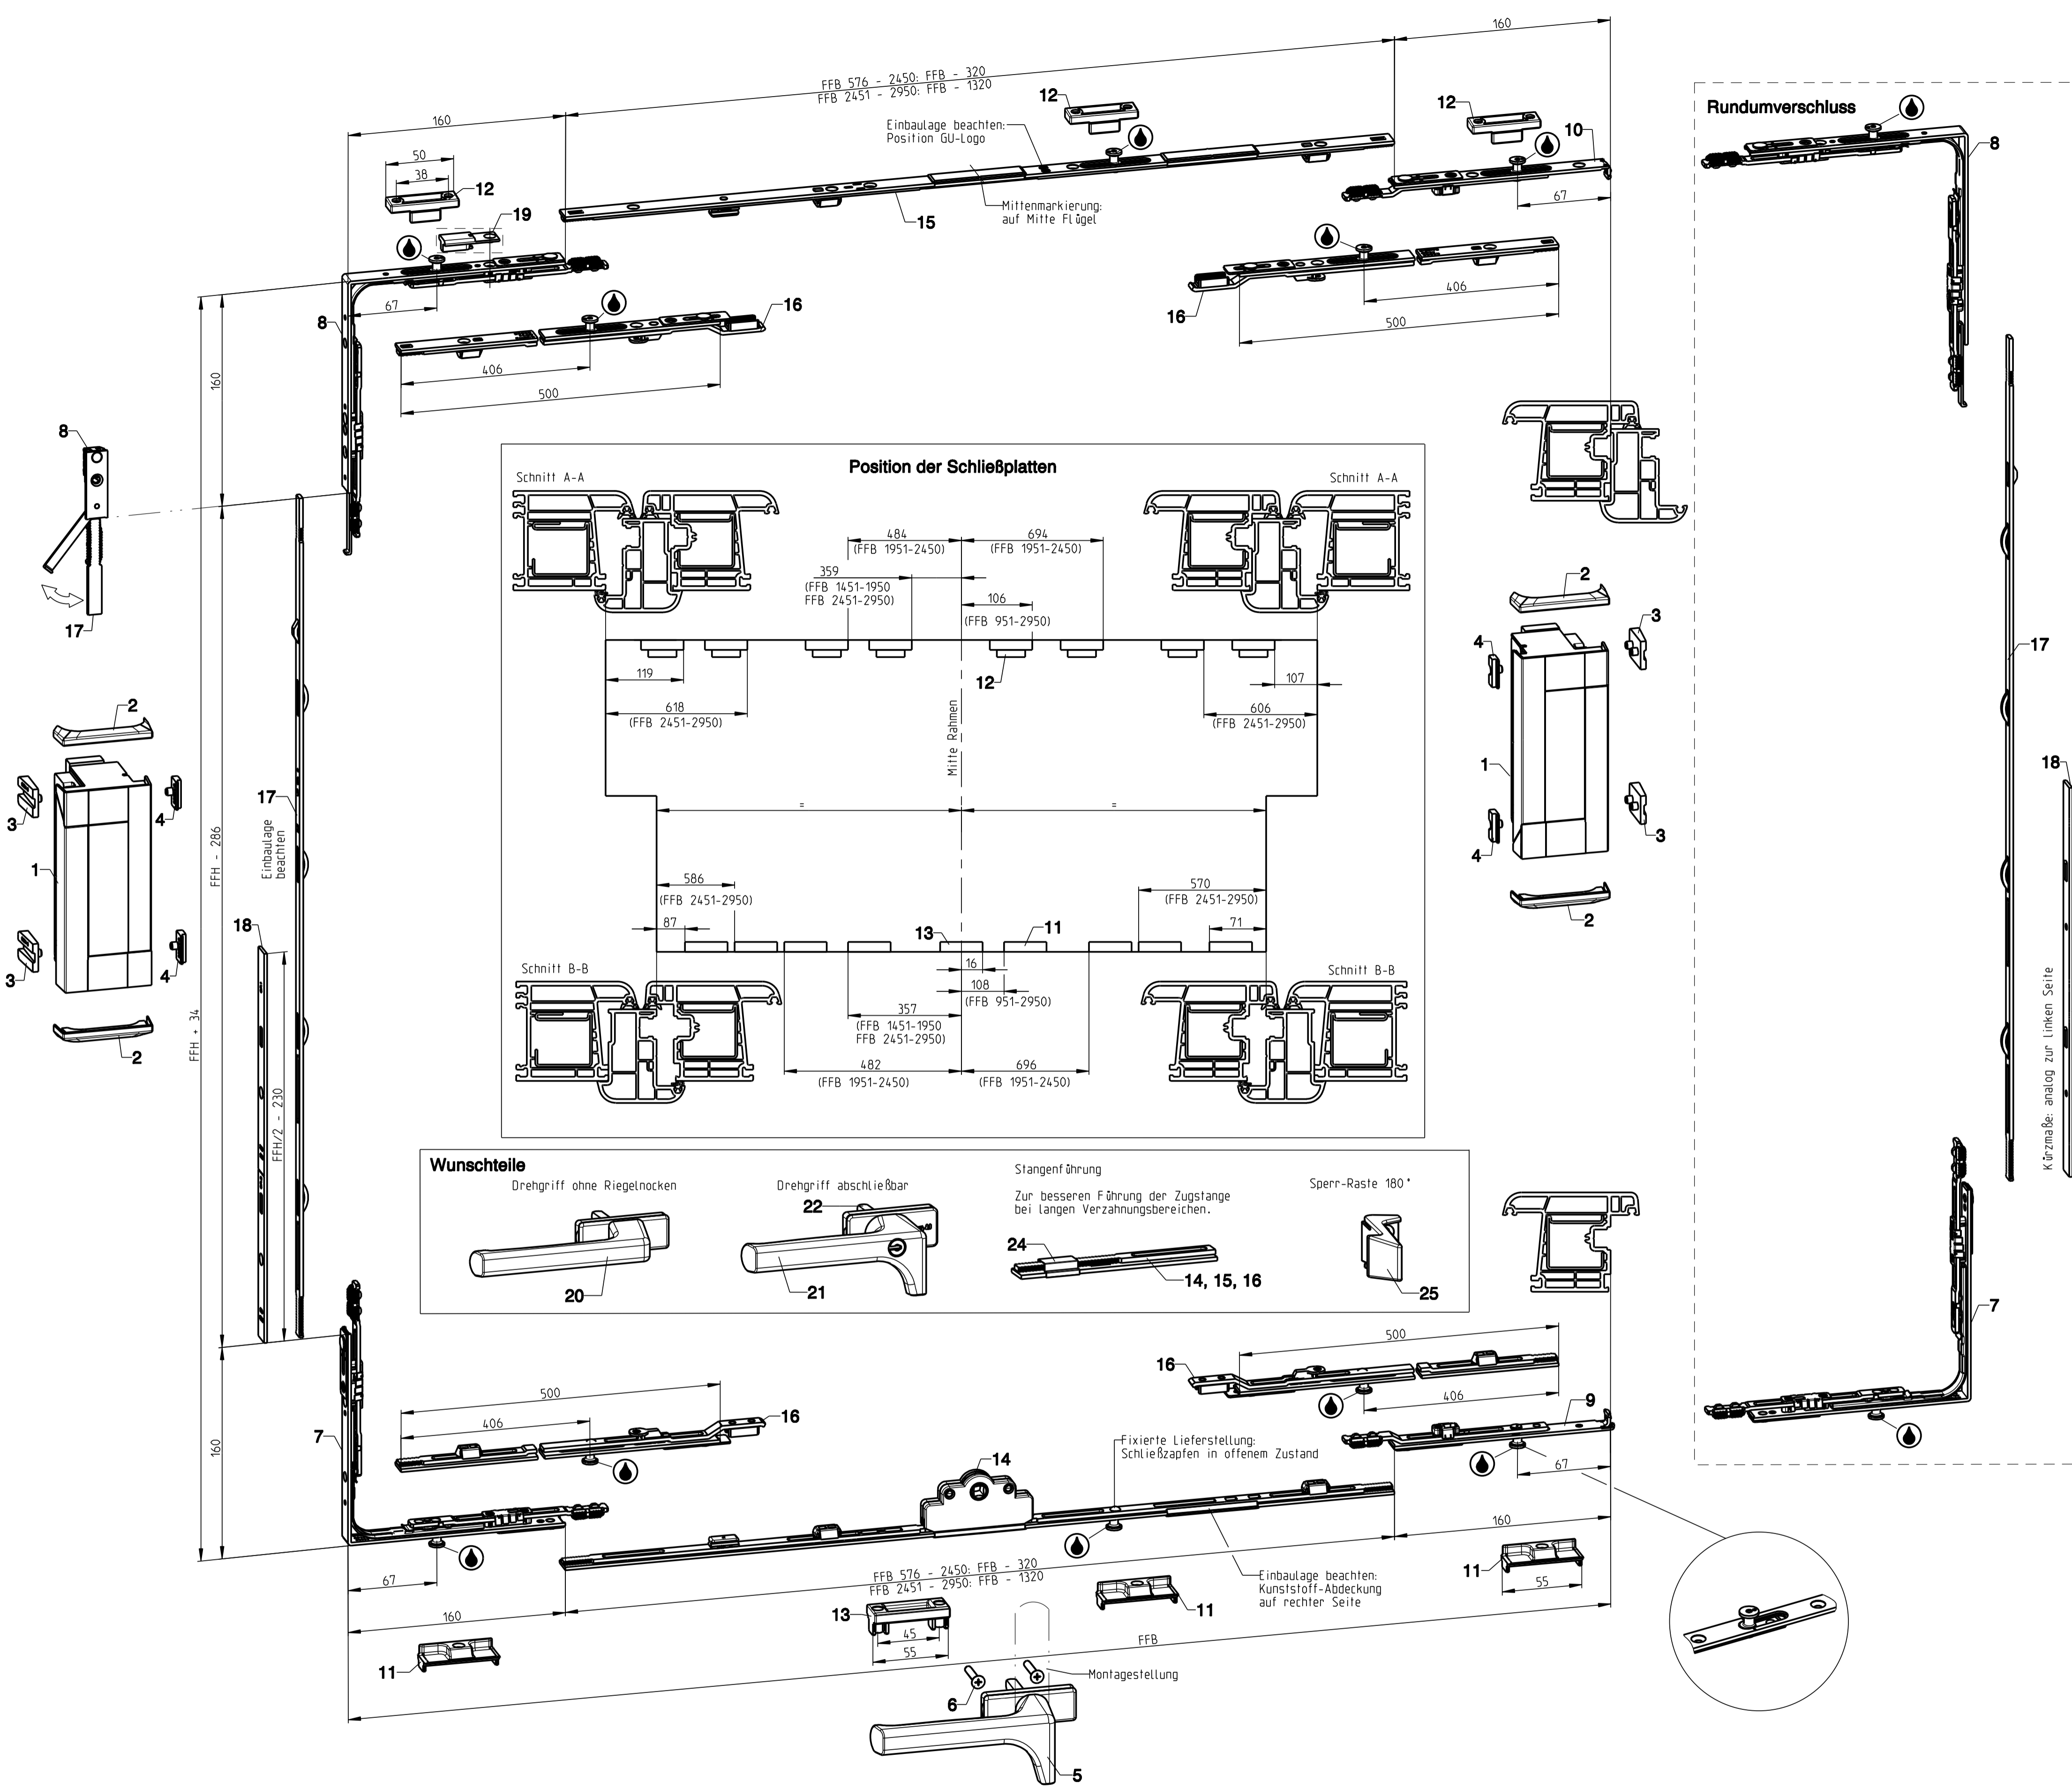 160
FFB 576 - 2450: FFB - 320
FFB 2451 - 2950: FFB - 1320
160
12
12
10
Einbaulage beachten:
Position GU-Logo
50
38
12
19
Mittenmarkierung:
auf Mitte Flügel
15
67
67
8
16
406
500
16
406
500
160
8
17
Rundumverschluss
8
8
17
18
Kürzmaße: analog zur linken Seite
7
Position der Schließplatten
Schnitt A-A
Schnitt A-A
484
(FFB 1951-2450)
694
(FFB 1951-2450)
359
(FFB 1451-1950
FFB 2451-2950)
106
(FFB 951-2950)
12
119
618
(FFB 2451-2950)
107
606
(FFB 2451-2950)
Mitte Rahmen
=
=
586
(FFB 2451-2950)
87
570
(FFB 2451-2950)
71
13
11
16
108
(FFB 951-2950)
357
(FFB 1451-1950
FFB 2451-2950)
482
(FFB 1951-2450)
696
(FFB 1951-2450)
Schnitt B-B
Schnitt B-B
2
3
4
1
3
4
2
17
Einbaulage
beachten
18
FFH - 286
FFH + 34
FFH/2 - 230
2
3
4
1
4
3
2
Wunschteile
Drehgriff ohne Riegelnocken
20
Drehgriff abschließbar
22
21
Stangenführung
Zur besseren Führung der Zugstange
bei langen Verzahnungsbereichen.
24
14, 15, 16
Sperr-Raste 180°
25
160
7
500
406
16
67
160
11
14
Fixierte Lieferstellung:
Schließzapfen in offenem Zustand
500
16
406
9
67
160
FFB 576 - 2450: FFB - 320
FFB 2451 - 2950: FFB - 1320
Einbaulage beachten:
Kunststoff-Abdeckung
auf rechter Seite
11
55
11
13
45
55
FFB
Montagestellung
6
5